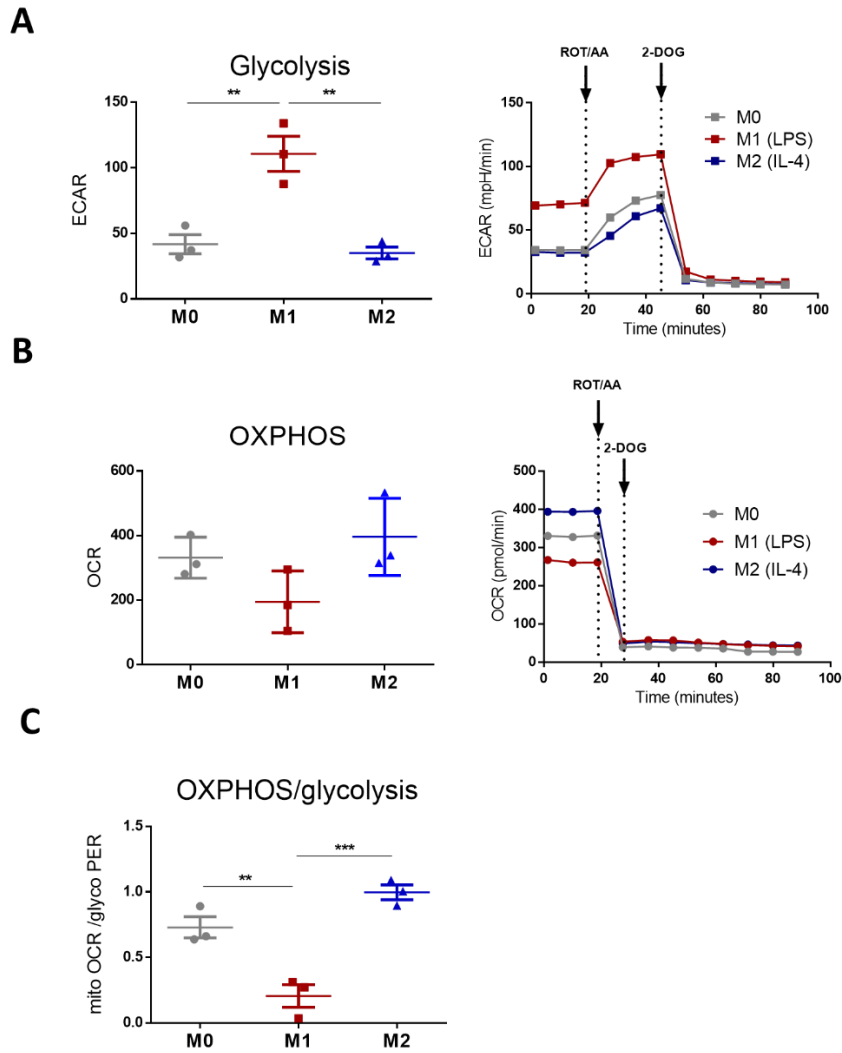 A
Glycolysis
** **
150
100
50
0
ECAR
M0 M1 M2
ROT/AA 2-DOG
150
100
50
0
ECAR (mpH/min)
M0
M1 (LPS)
M2 (IL-4)
0 20 40 60 80 100
Time (minutes)
B
OXPHOS
600
400
200
0
OCR
M0 M1 M2
ROT/AA
2-DOG
500
400
300
200
100
0
OCR (pmol/min)
M0
M1 (LPS)
M2 (IL-4)
0 20 40 60 80 100
Time (minutes)
C
OXPHOS/glycolysis
***
**
1.5
1.0
0.5
0.0
mito OCR /glyco PER
M0 M1 M2